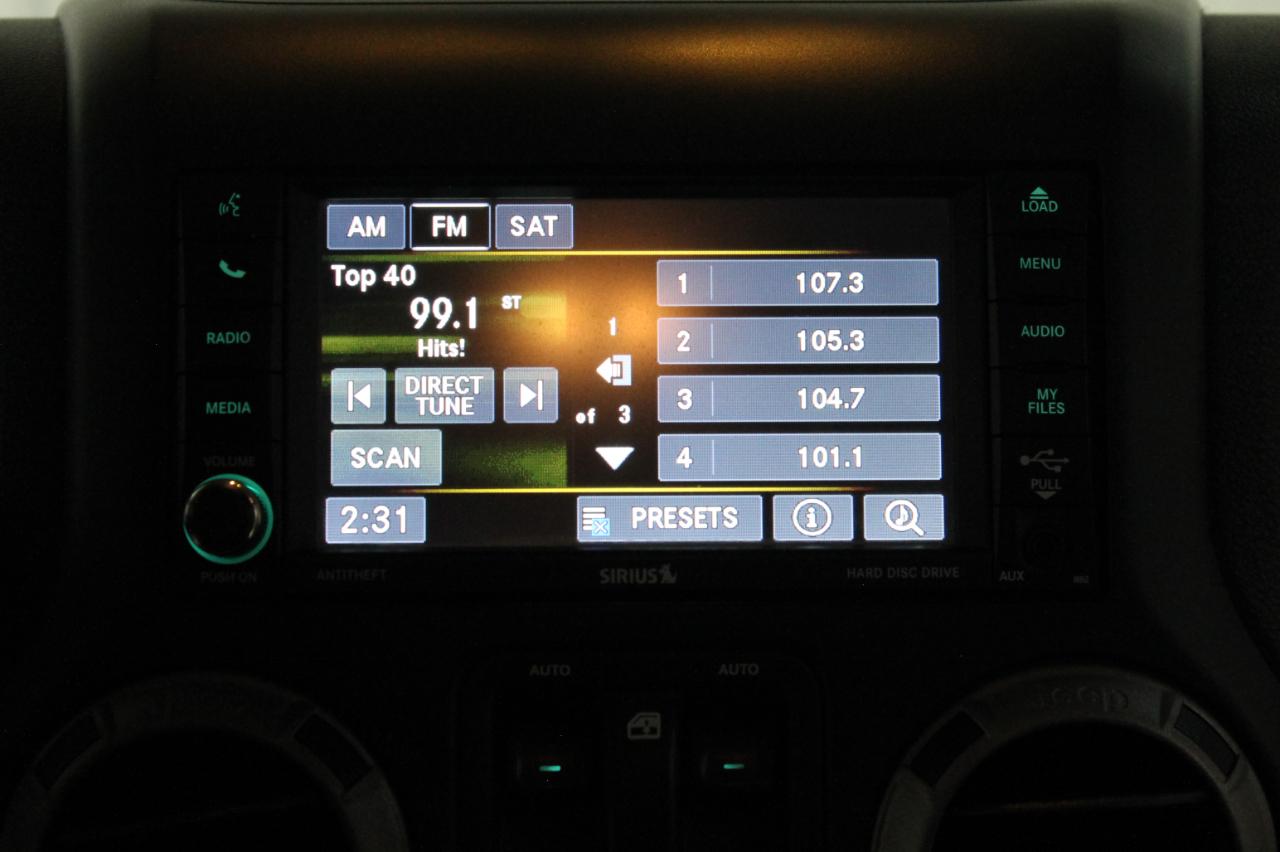 AM FM SAT
Top 40
99.1 ST
Hits!
DIRECT
TUNE
SCAN
2:31
1
of 3
1 107.3
2 105.3
3 104.7
4 101.1
PRESETS
i
RADIO
MEDIA
VOLUME
PUSH ON
LOAD
MENU
AUDIO
MY
FILES
PULL
AUX
ANTITHEFT
SIRIUS
HARD DISC DRIVE
AUTO
AUTO
Jeep